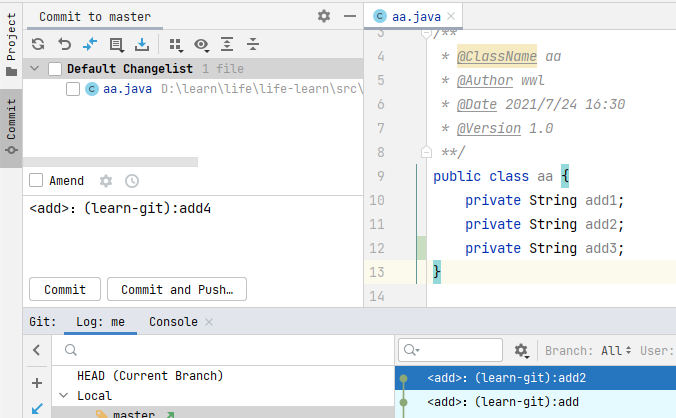 Project
Commit
Commit to master
Default Changelist 1 file
aa.java D:\learn\life\life-learn\src\
Amend
<add>: (learn-git):add4
Commit
Commit and Push…
aa.java
3 /**
4 * @ClassName aa
5 * @Author wwl
6 * @Date 2021/7/24 16:30
7 * @Version 1.0
8 **/
9 public class aa {
10 private String add1;
11 private String add2;
12 private String add3;
13 }
14
Git: Log: me Console
HEAD (Current Branch)
Local
master
Branch: All User:
<add>: (learn-git):add2
<add>: (learn-git):add